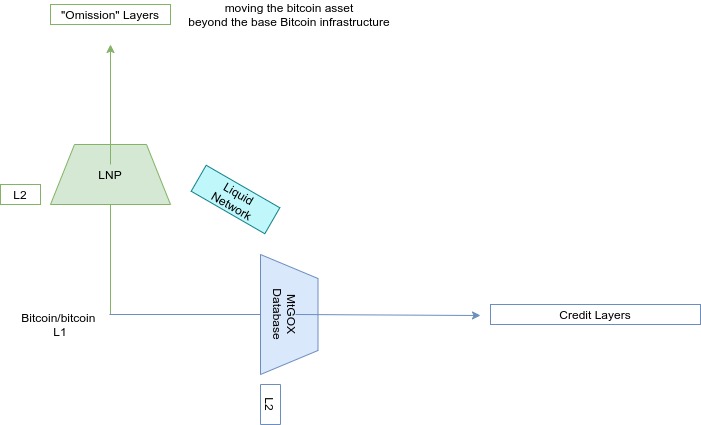 "Omission" Layers
moving the bitcoin asset
beyond the base Bitcoin infrastructure
LNP
L2
Liquid
Network
MtGOX
Database
Bitcoin/bitcoin
L1
Credit Layers
L2